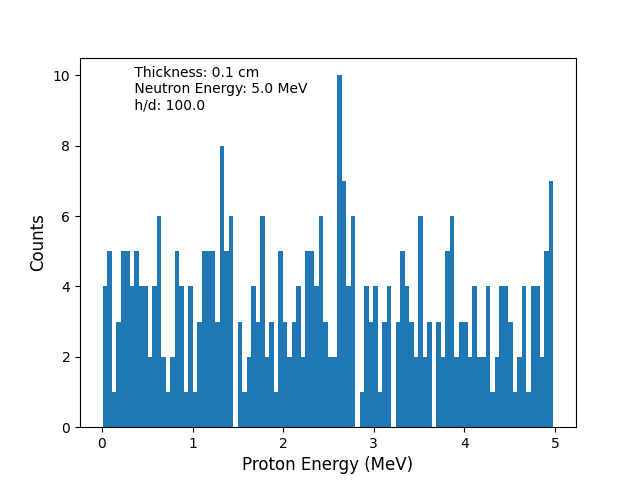 Thickness: 0.1 cm
Neutron Energy: 5.0 MeV
h/d: 100.0
Counts
10
8
6
4
2
0
0 1 2 3 4 5
Proton Energy (MeV)